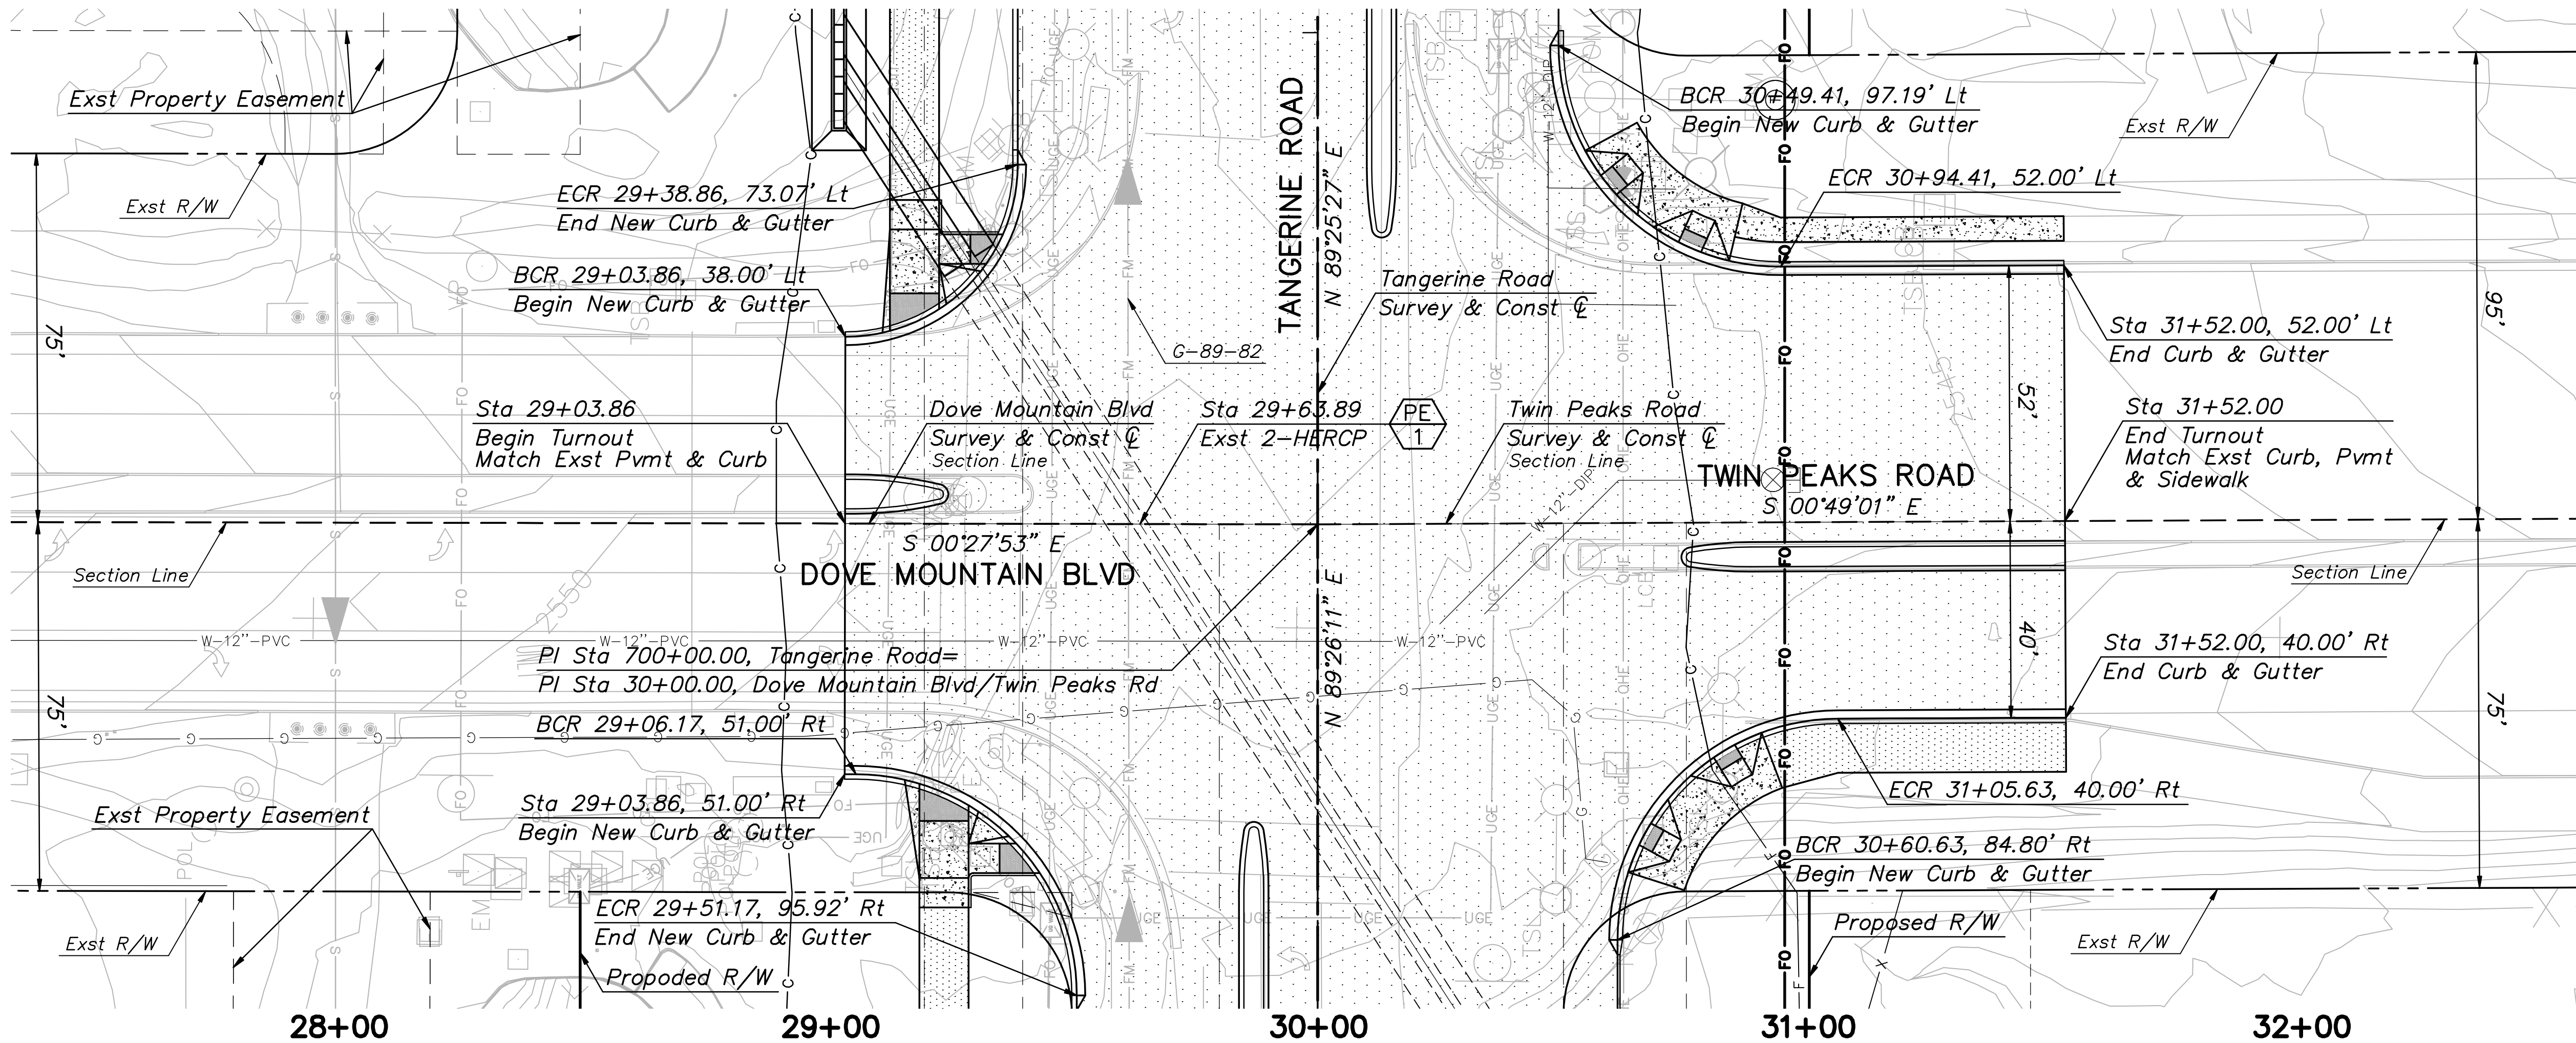 Exst Property Easement
Exst R/W
75'
ECR 29+38.86, 73.07' Lt
End New Curb & Gutter
BCR 29+03.86, 38.00' Lt
Begin New Curb & Gutter
Sta 29+03.86
Begin Turnout
Match Exst Pvmt & Curb
Dove Mountain Blvd
Survey & Const ℄
Section Line
Sta 29+63.89
Exst 2-HERCP
PE
1
G-89-82
TANGERINE ROAD
N 89°25'27" E
Tangerine Road
Survey & Const ℄
Twin Peaks Road
Survey & Const ℄
Section Line
BCR 30+49.41, 97.19' Lt
Begin New Curb & Gutter
ECR 30+94.41, 52.00' Lt
Exst R/W
95'
Sta 31+52.00, 52.00' Lt
End Curb & Gutter
52'
Sta 31+52.00
End Turnout
Match Exst Curb, Pvmt
& Sidewalk
TWIN PEAKS ROAD
S 00°49'01" E
S 00°27'53" E
DOVE MOUNTAIN BLVD
Section Line
Section Line
2550
2545
W-12"-PVC
W-12"-PVC
W-12"-PVC
W-12"-PVC
W-12"-DIP
W-12"-DIP
N 89°26'11" E
PI Sta 700+00.00, Tangerine Road=
PI Sta 30+00.00, Dove Mountain Blvd/Twin Peaks Rd
75'
BCR 29+06.17, 51.00' Rt
Sta 29+03.86, 51.00' Rt
Begin New Curb & Gutter
Exst Property Easement
Exst R/W
ECR 29+51.17, 95.92' Rt
End New Curb & Gutter
Propoded R/W
40'
Sta 31+52.00, 40.00' Rt
End Curb & Gutter
75'
ECR 31+05.63, 40.00' Rt
BCR 30+60.63, 84.80' Rt
Begin New Curb & Gutter
Proposed R/W
Exst R/W
28+00
29+00
30+00
31+00
32+00